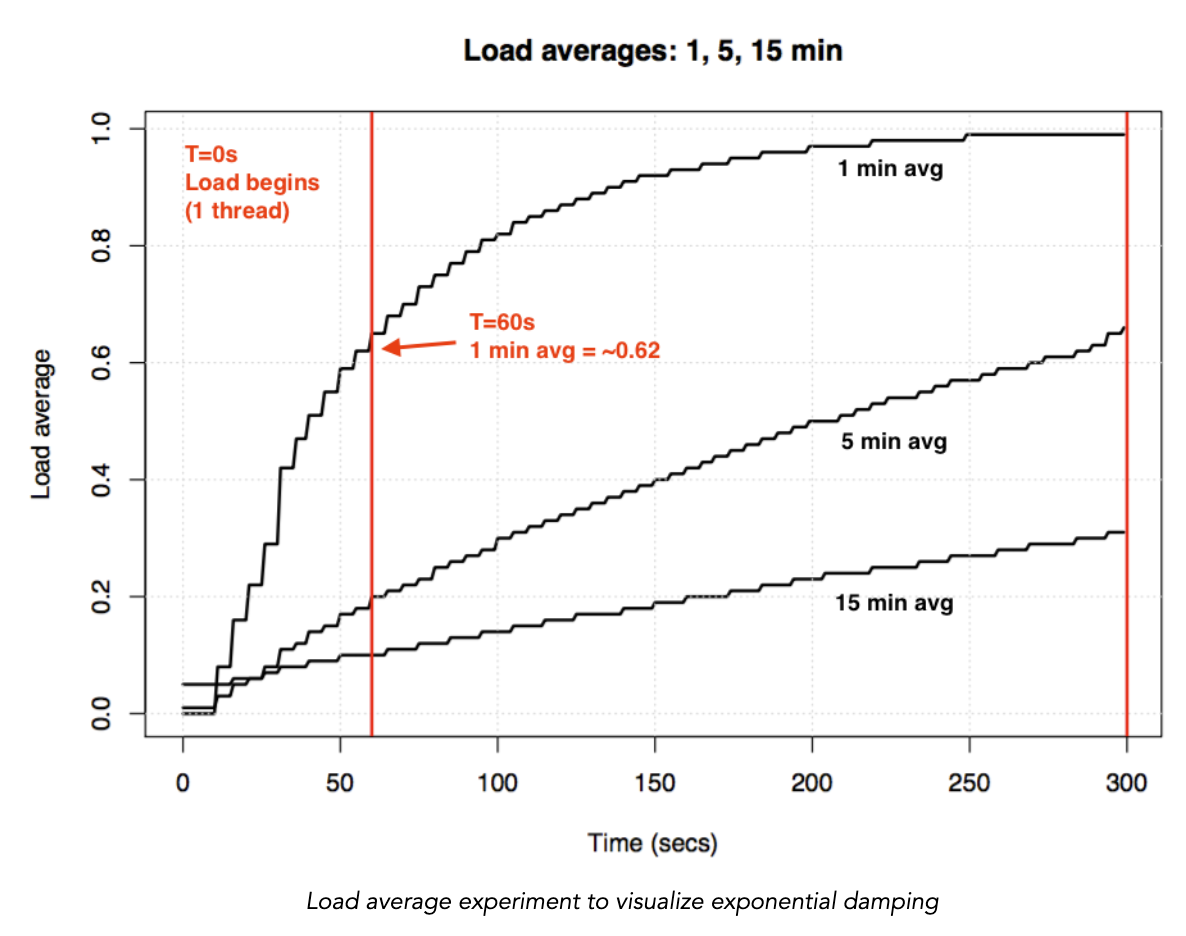 Load averages: 1, 5, 15 min
T=0s
Load begins
(1 thread)
1 min avg
T=60s
1 min avg = ~0.62
5 min avg
15 min avg
Load average
1.0
0.8
0.6
0.4
0.2
0.0
0 50 100 150 200 250 300
Time (secs)
Load average experiment to visualize exponential damping